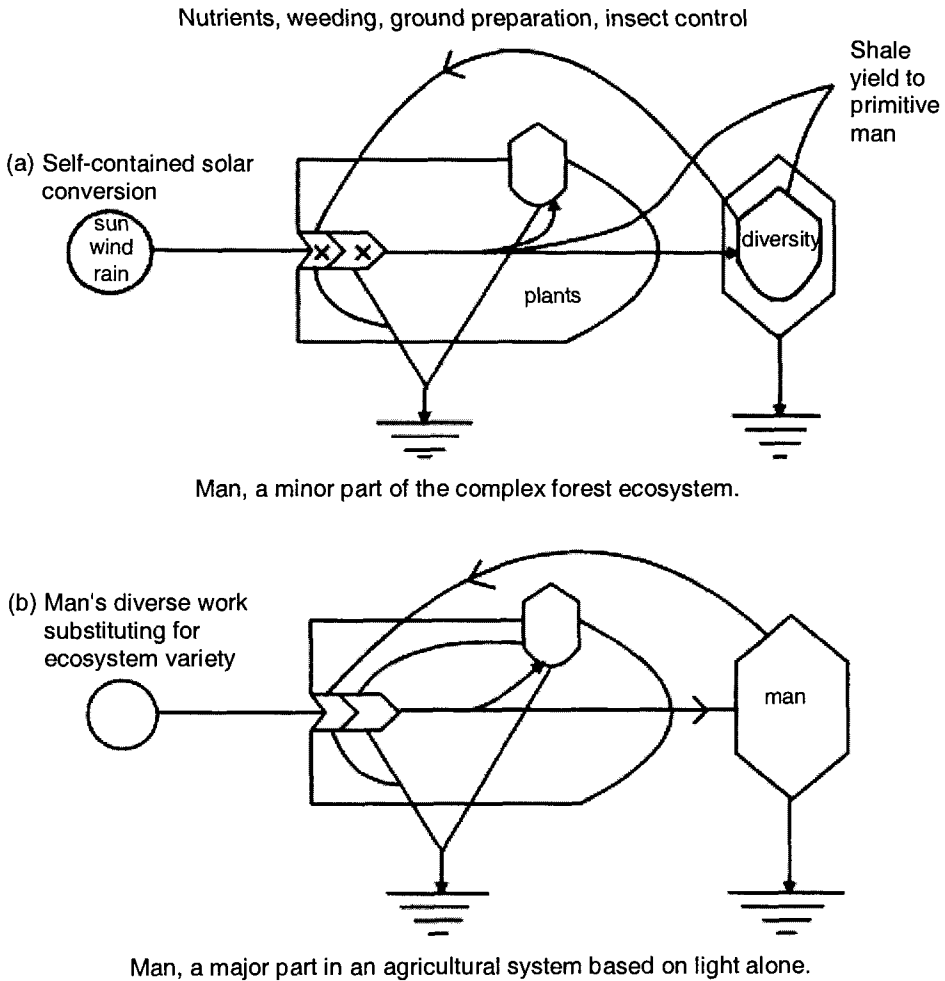 Nutrients, weeding, ground preparation, insect control
Shale
yield to
primitive
man
(a) Self-contained solar
conversion
sun
wind
rain
diversity
plants
Man, a minor part of the complex forest ecosystem.
(b) Man's diverse work
substituting for
ecosystem variety
man
Man, a major part in an agricultural system based on light alone.